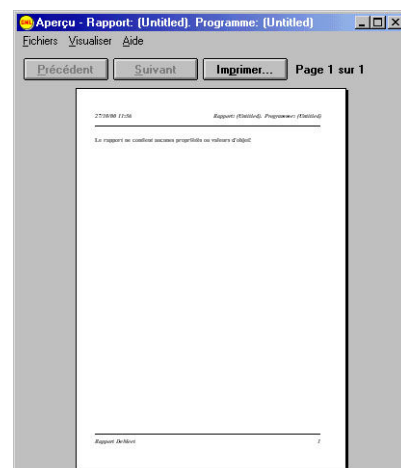 Aperçu - Rapport: (Untitled). Programme: (Untitled)
Fichiers Visualiser Aide
Précédent Suivant Imprimer... Page 1 sur 1
27/10/00 11:56 Rapport: (Untitled). Programme: (Untitled)
Le rapport ne contient aucunes propriétés ou valeurs d'objet!
Rapport DeMeet 1